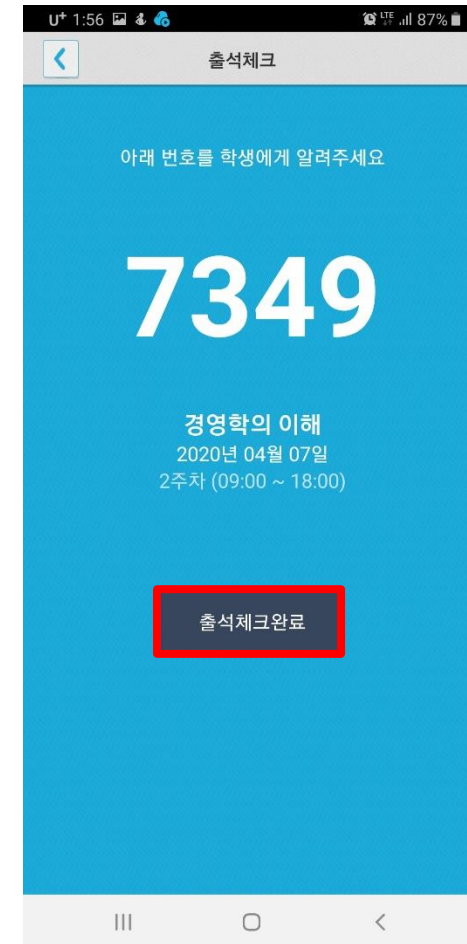 U+ 1:56 LTE 87%
출석체크
아래 번호를 학생에게 알려주세요
7349
경영학의 이해
2020년 04월 07일
2주차 (09:00 ~ 18:00)
출석체크완료